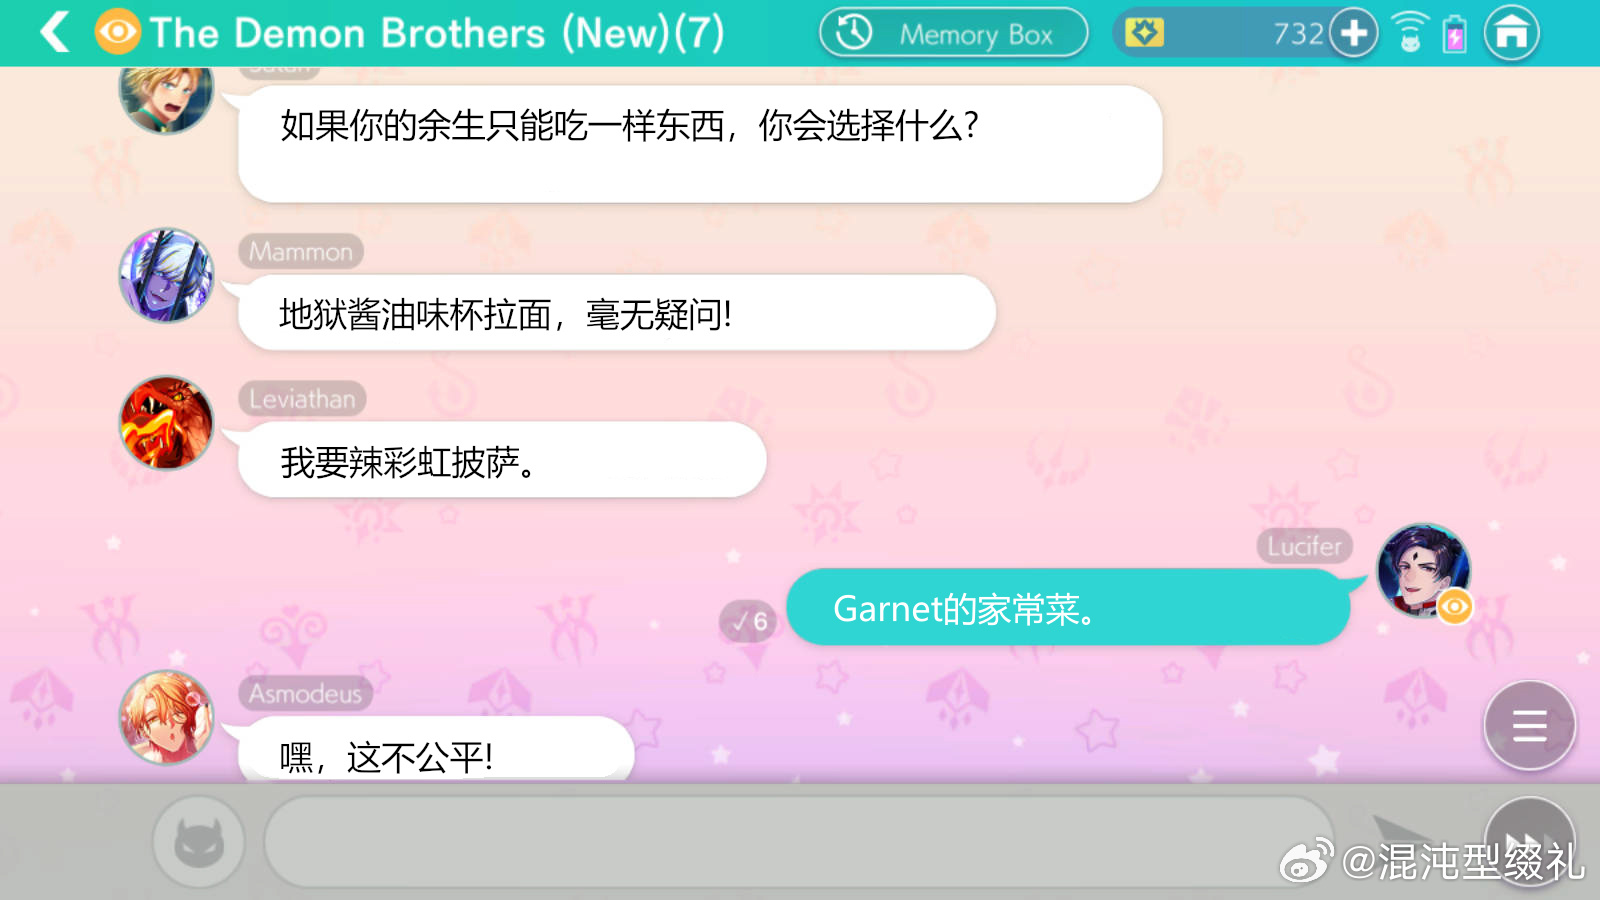 The Demon Brothers (New)(7)
Memory Box
732
Satan
如果你的余生只能吃一样东西，你会选择什么?
Mammon
地狱酱油味杯拉面，毫无疑问!
Leviathan
我要辣彩虹披萨。
Lucifer
✓6
Garnet的家常菜。
Asmodeus
嘿，这不公平!
@混沌型缀礼